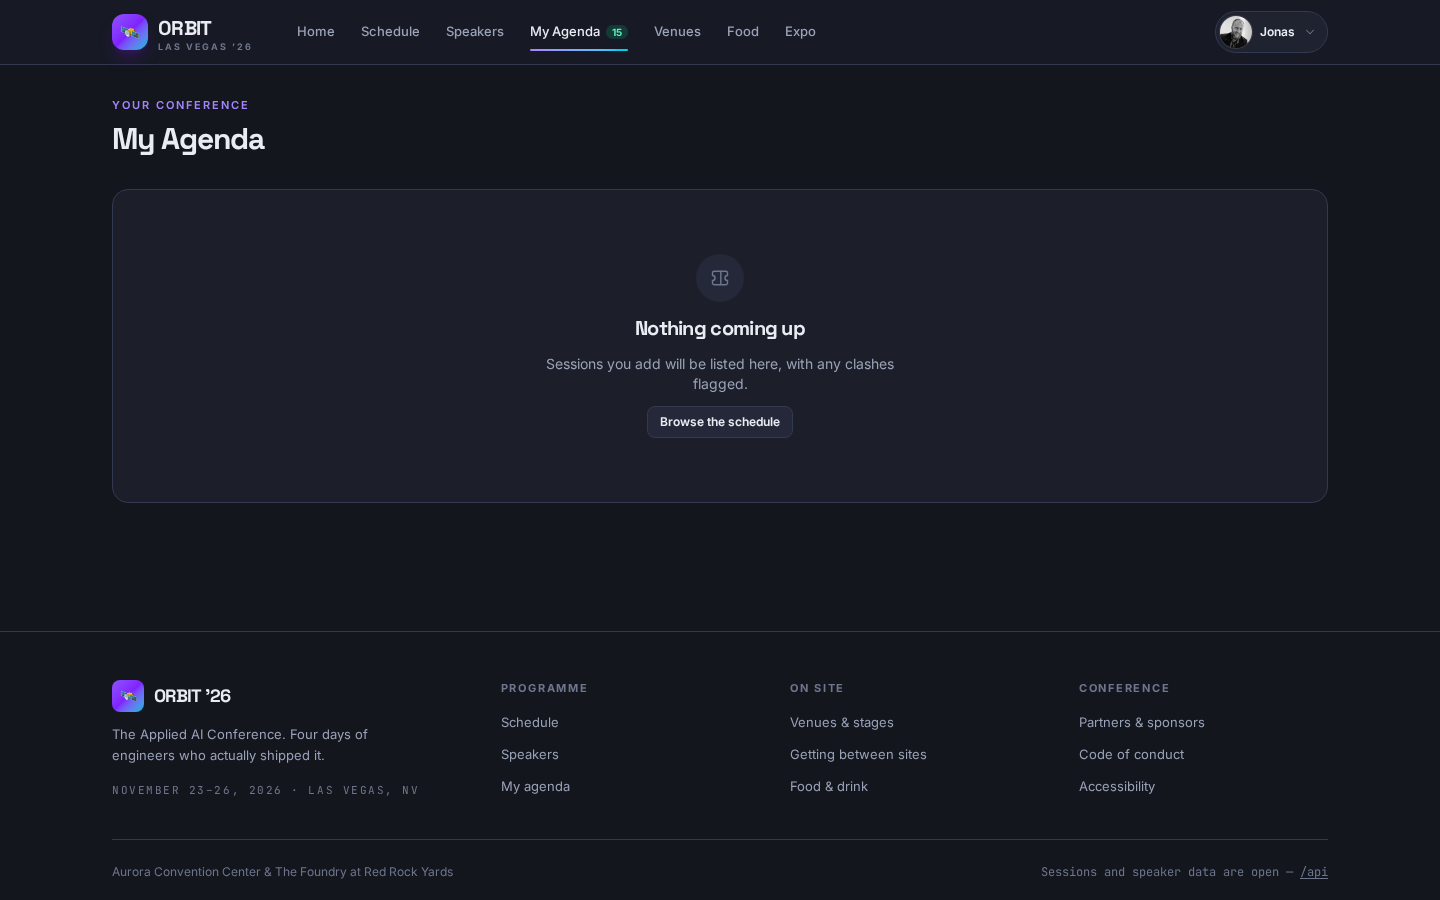 ORBIT
LAS VEGAS '26
Home
Schedule
Speakers
My Agenda 15
Venues
Food
Expo
Jonas
YOUR CONFERENCE
My Agenda
Nothing coming up
Sessions you add will be listed here, with any clashes
flagged.
Browse the schedule
ORBIT ’26
The Applied AI Conference. Four days of
engineers who actually shipped it.
NOVEMBER 23–26, 2026 · LAS VEGAS, NV
PROGRAMME
Schedule
Speakers
My agenda
ON SITE
Venues & stages
Getting between sites
Food & drink
CONFERENCE
Partners & sponsors
Code of conduct
Accessibility
Aurora Convention Center & The Foundry at Red Rock Yards
Sessions and speaker data are open — /api